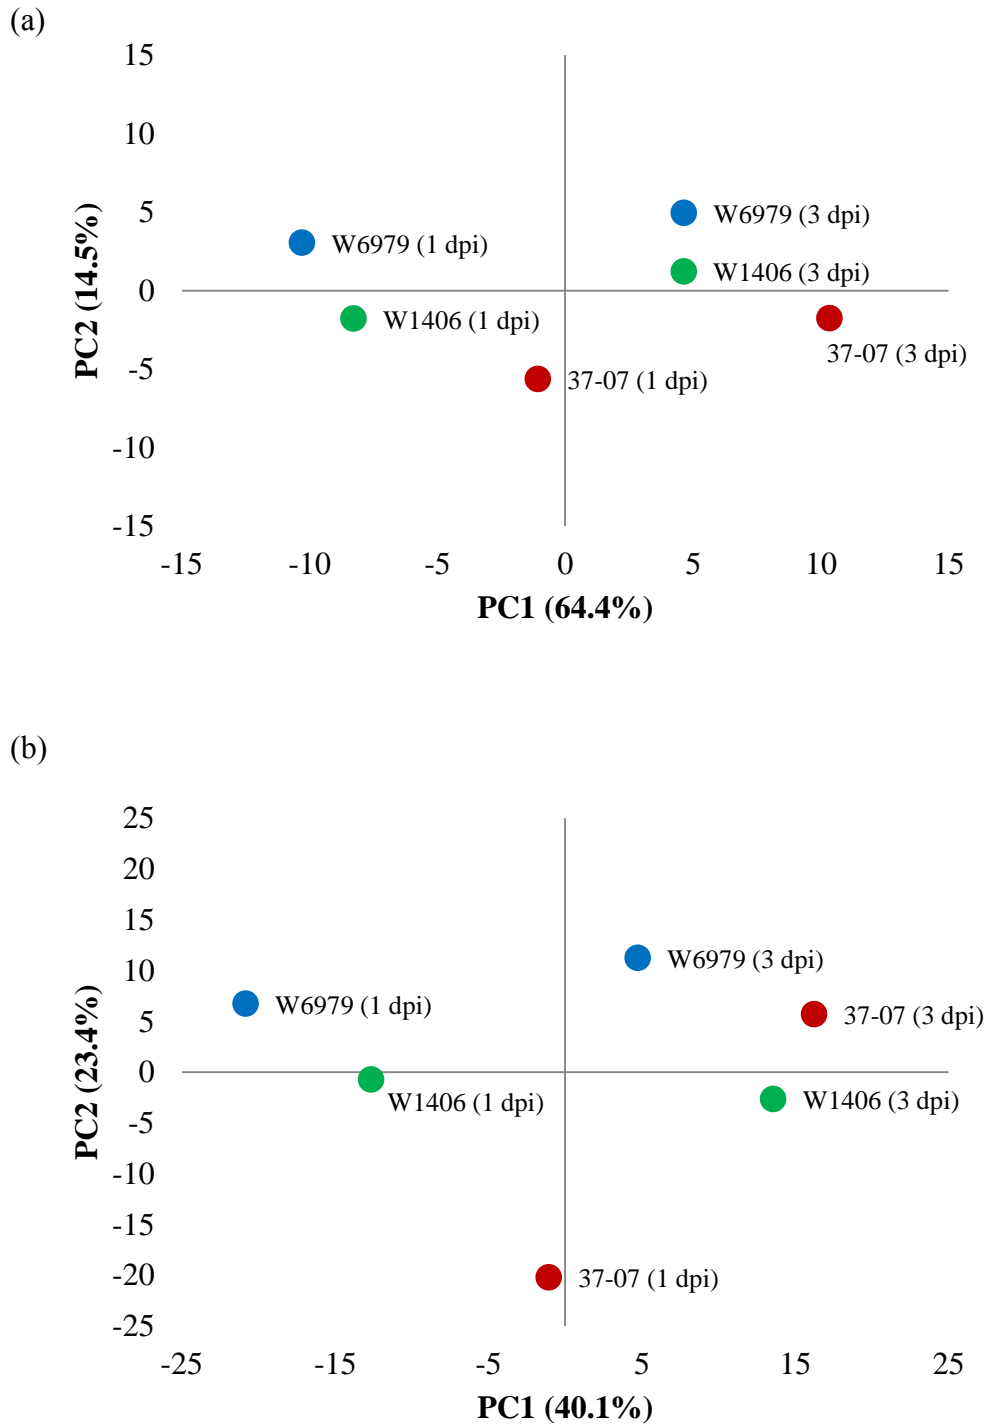 (a)
15
10
5
0
-5
-10
-15
PC2 (14.5%)
W6979 (1 dpi)
W6979 (3 dpi)
W1406 (3 dpi)
W1406 (1 dpi)
37-07 (3 dpi)
37-07 (1 dpi)
-15 -10 -5 0 5 10 15
PC1 (64.4%)
(b)
25
20
15
10
5
0
-5
-10
-15
-20
-25
PC2 (23.4%)
W6979 (3 dpi)
W6979 (1 dpi)
37-07 (3 dpi)
W1406 (1 dpi)
W1406 (3 dpi)
37-07 (1 dpi)
-25 -15 -5 5 15 25
PC1 (40.1%)